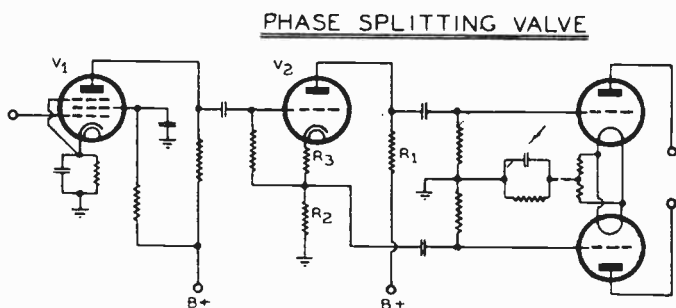 PHASE SPLITTING VALVE
V1
V2
R3
R1
R2
B+
B+